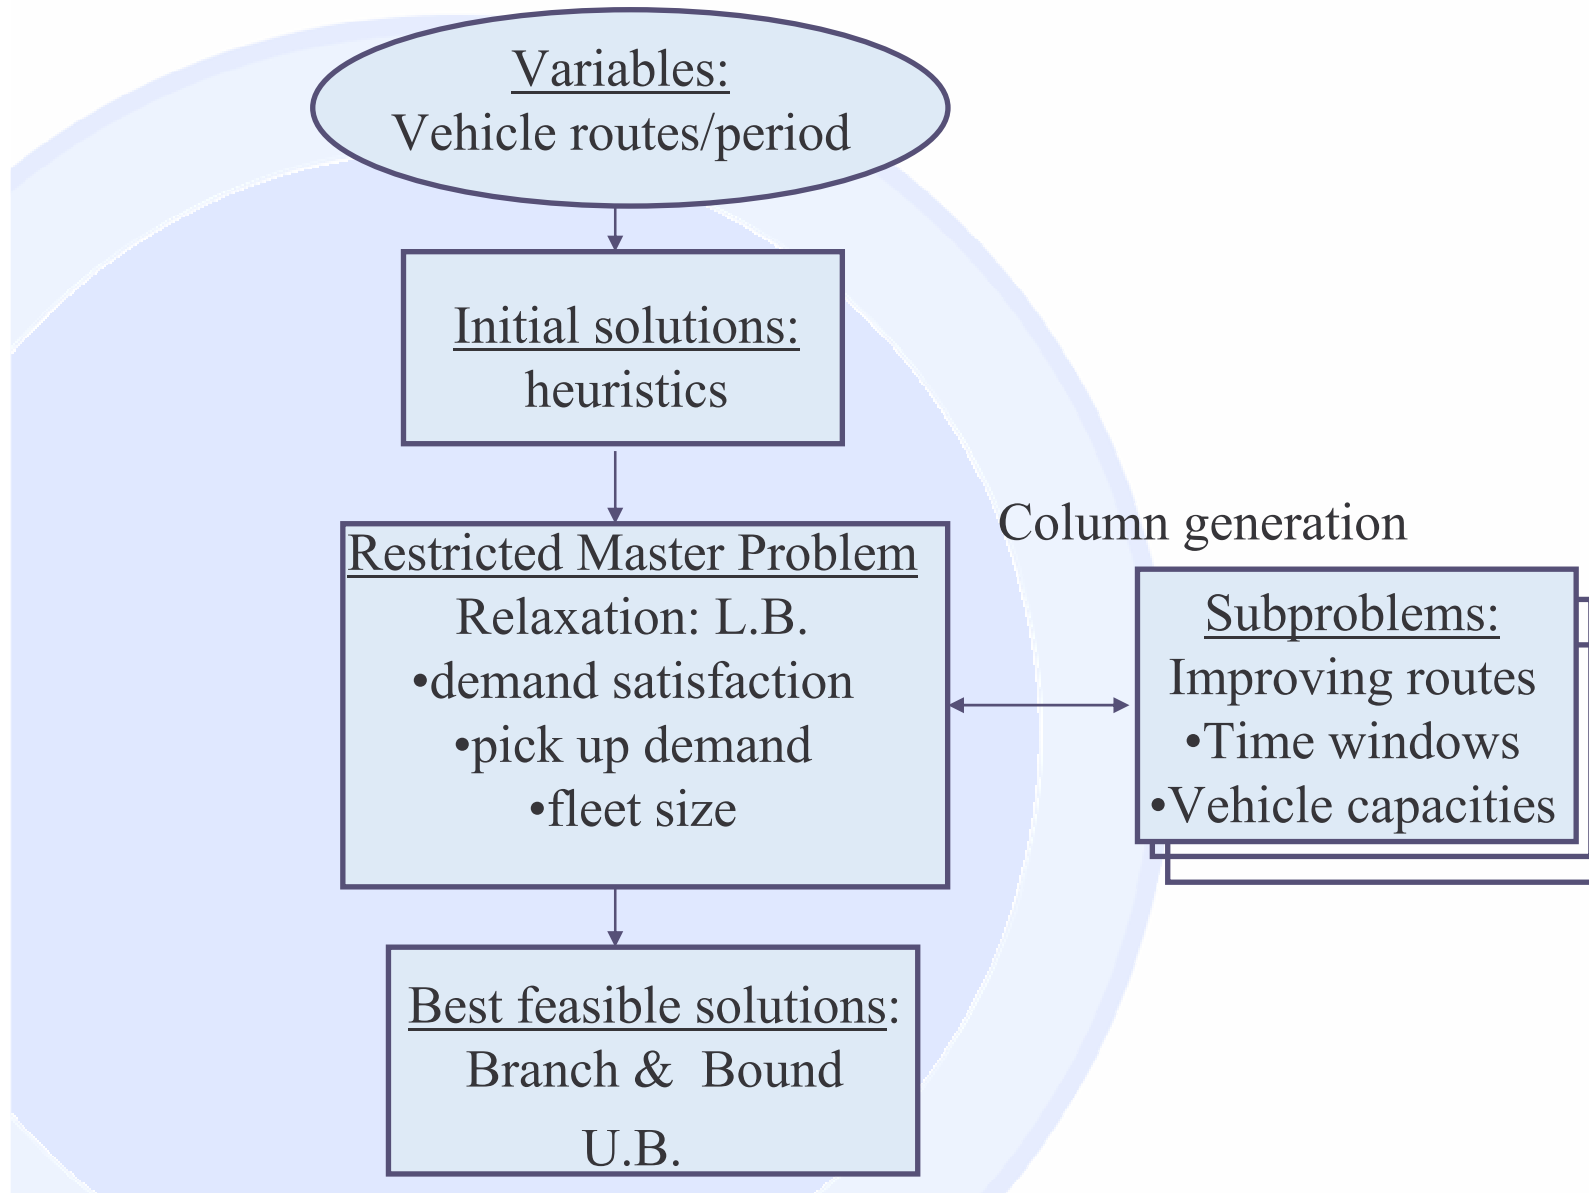 Variables:
Vehicle routes/period
Initial solutions:
heuristics
Restricted Master Problem
Relaxation: L.B.
•demand satisfaction
•pick up demand
•fleet size
Column generation
Subproblems:
Improving routes
•Time windows
•Vehicle capacities
Best feasible solutions:
Branch & Bound
U.B.